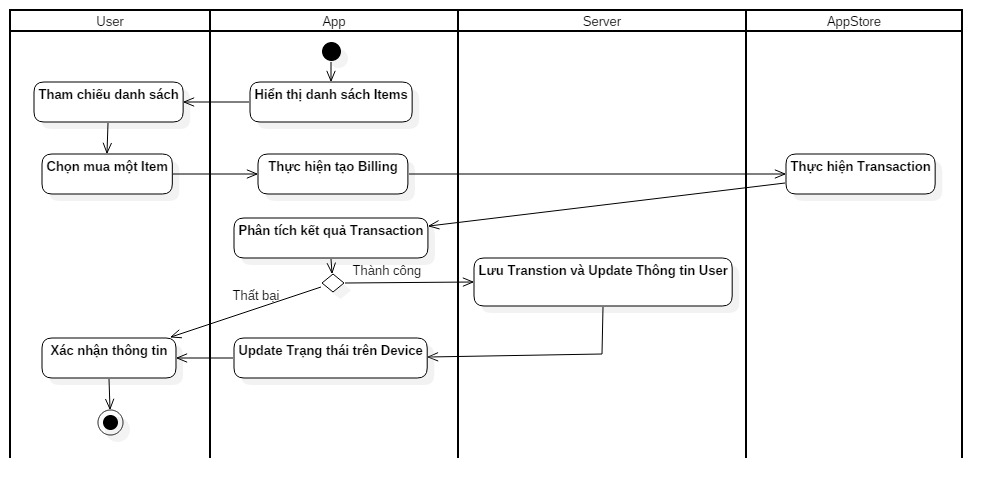 User
App
Server
AppStore
Tham chiếu danh sách
Hiển thị danh sách Items
Chọn mua một Item
Thực hiện tạo Billing
Thực hiện Transaction
Phân tích kết quả Transaction
Thành công
Lưu Transtion và Update Thông tin User
Thất bại
Xác nhận thông tin
Update Trạng thái trên Device